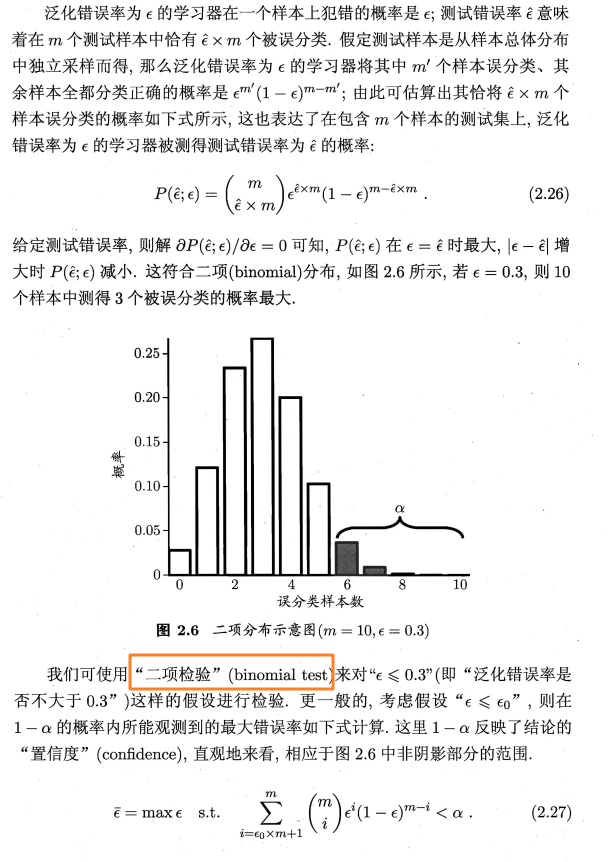 泛化错误率为 ϵ 的学习器在一个样本上犯错的概率是 ϵ; 测试错误率 ϵ̂ 意味
着在 m 个测试样本中恰有 ϵ̂ × m 个被误分类. 假定测试样本是从样本总体分布
中独立采样而得, 那么泛化错误率为 ϵ 的学习器将其中 m′ 个样本误分类、其
余样本全都分类正确的概率是 ϵ^{m′}(1 − ϵ)^{m−m′}; 由此可估算出其恰将 ϵ̂ × m 个
样本误分类的概率如下式所示, 这也表达了在包含 m 个样本的测试集上, 泛化
错误率为 ϵ 的学习器被测得测试错误率为 ϵ̂ 的概率:
P(ϵ̂; ϵ) = \binom{m}{ϵ̂ × m} ϵ^{ϵ̂×m}(1 − ϵ)^{m−ϵ̂×m} . (2.26)
给定测试错误率, 则解 ∂P(ϵ̂; ϵ)/∂ϵ = 0 可知, P(ϵ̂; ϵ) 在 ϵ = ϵ̂ 时最大, |ϵ − ϵ̂| 增
大时 P(ϵ̂; ϵ) 减小. 这符合二项(binomial)分布, 如图 2.6 所示, 若 ϵ = 0.3, 则 10
个样本中测得 3 个被误分类的概率最大.
0.25
0.20
0.15
0.10
0.05
0
概率
α
0 2 4 6 8 10
误分类样本数
图 2.6 二项分布示意图(m = 10, ϵ = 0.3)
我们可使用“二项检验”(binomial test)来对“ϵ ⩽ 0.3”(即“泛化错误率是
否不大于 0.3”)这样的假设进行检验. 更一般的, 考虑假设“ϵ ⩽ ϵ₀”, 则在
1 − α 的概率内所能观测到的最大错误率如下式计算. 这里 1 − α 反映了结论的
“置信度”(confidence), 直观地来看, 相应于图 2.6 中非阴影部分的范围.
ϵ̄ = max ϵ s.t. \sum_{i=ϵ₀×m+1}^{m} \binom{m}{i} ϵ^i(1 − ϵ)^{m−i} < α . (2.27)